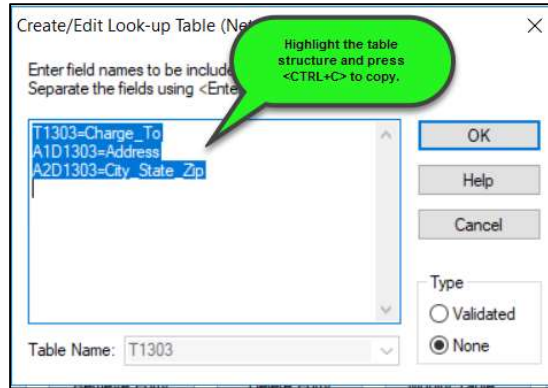 Create/Edit Look-up Table (Ne
Highlight the table
structure and press
<CTRL+C> to copy.
Enter field names to be includ
Separate the fields using <Ente
T1303=Charge_To
A1D1303=Address
A2D1303=City_State_Zip
OK
Help
Cancel
Type
Validated
None
Table Name: T1303